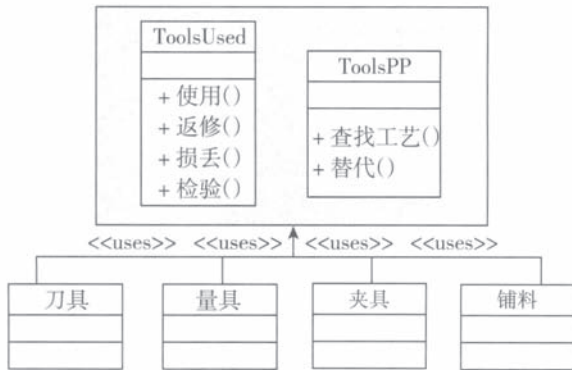 ToolsUsed
+ 使用()
+ 返修()
+ 损丢()
+ 检验()
ToolsPP
+ 查找工艺()
+ 替代()
<<uses>> <<uses>> <<uses>> <<uses>>
刀具 量具 夹具 铺料